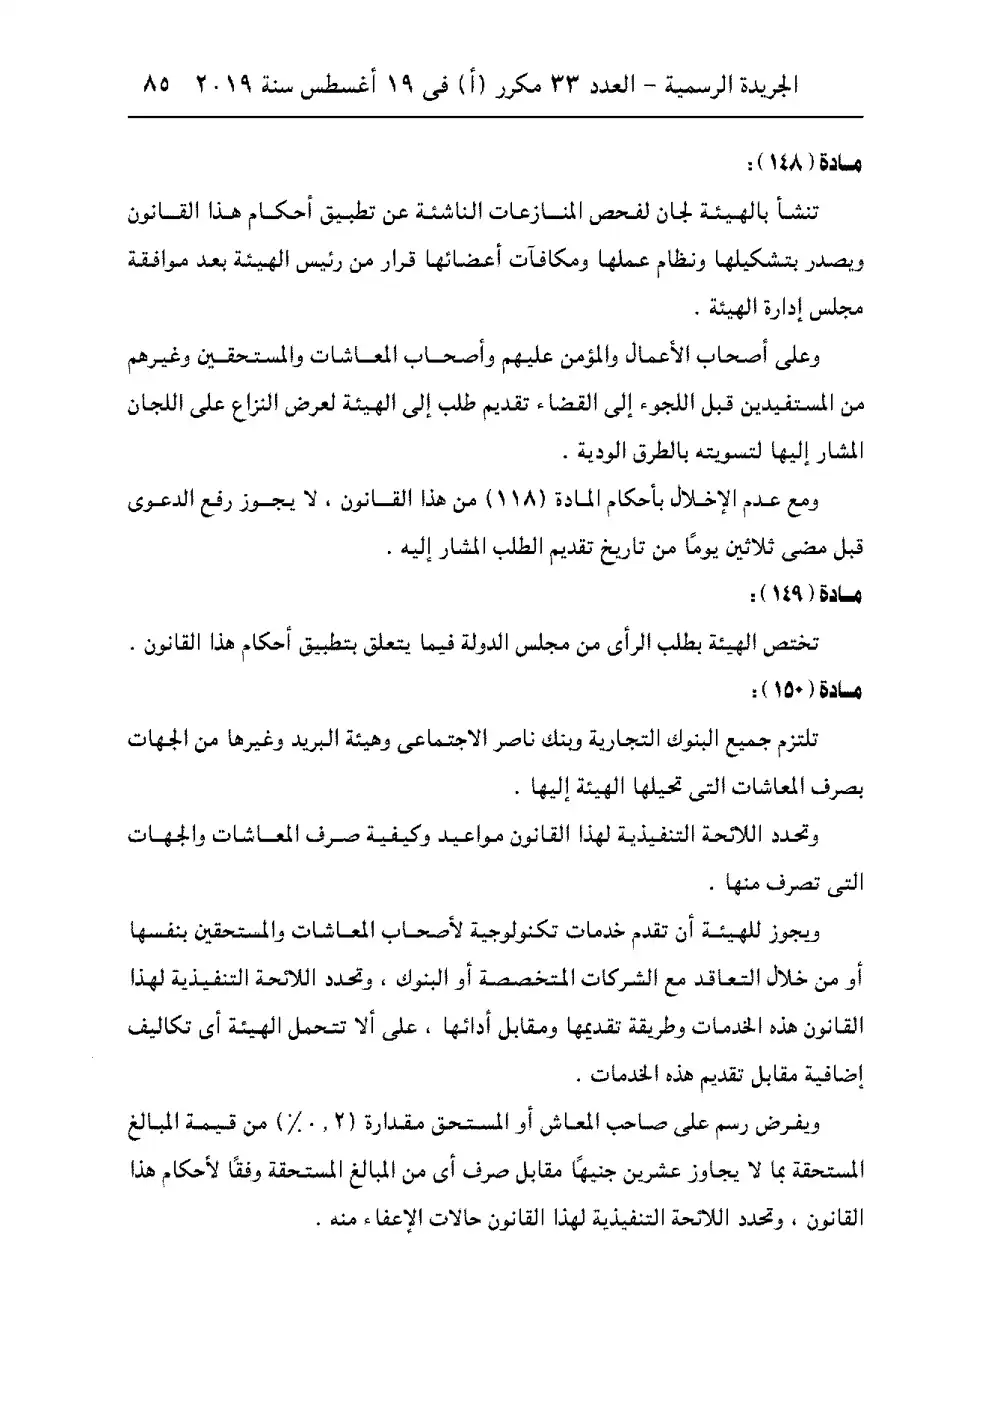 الجريدة الرسمية - العدد ٣٣ مكرر (أ) فى ١٩ أغسطس سنة ٢٠١٩ ٨٥
مـادة (١٤٨):
تنشأ بالهيئة لجان لفحص المنازعات الناشئة عن تطبيق أحكام هذا القانون
ويصدر بتشكيلها ونظام عملها ومكافآت أعضائها قرار من رئيس الهيئة بعد موافقة
مجلس إدارة الهيئة .
وعلى أصحاب الأعمال والمؤمن عليهم وأصحاب المعاشات والمستحقين وغيرهم
من المستفيدين قبل اللجوء إلى القضاء تقديم طلب إلى الهيئة لعرض النزاع على اللجان
المشار إليها لتسويته بالطرق الودية .
ومع عدم الإخلال بأحكام المادة (١١٨) من هذا القانون ، لا يجوز رفع الدعوى
قبل مضى ثلاثين يومًا من تاريخ تقديم الطلب المشار إليه .
مـادة (١٤٩):
تختص الهيئة بطلب الرأى من مجلس الدولة فيما يتعلق بتطبيق أحكام هذا القانون .
مـادة (١٥٠):
تلتزم جميع البنوك التجارية وبنك ناصر الاجتماعى وهيئة البريد وغيرها من الجهات
بصرف المعاشات التى تحيلها الهيئة إليها .
وتحدد اللائحة التنفيذية لهذا القانون مواعيد وكيفية صرف المعاشات والجهات
التى تصرف منها .
ويجوز للهيئة أن تقدم خدمات تكنولوجية لأصحاب المعاشات والمستحقين بنفسها
أو من خلال التعاقد مع الشركات المتخصصة أو البنوك ، وتحدد اللائحة التنفيذية لهذا
القانون هذه الخدمات وطريقة تقديمها ومقابل أدائها ، على ألا تتحمل الهيئة أى تكاليف
إضافية مقابل تقديم هذه الخدمات .
ويفرض رسم على صاحب المعاش أو المستحق مقدارة (٠,٢٪) من قيمة المبالغ
المستحقة بما لا يجاوز عشرين جنيهًا مقابل صرف أى من المبالغ المستحقة وفقًا لأحكام هذا
القانون ، وتحدد اللائحة التنفيذية لهذا القانون حالات الإعفاء منه .